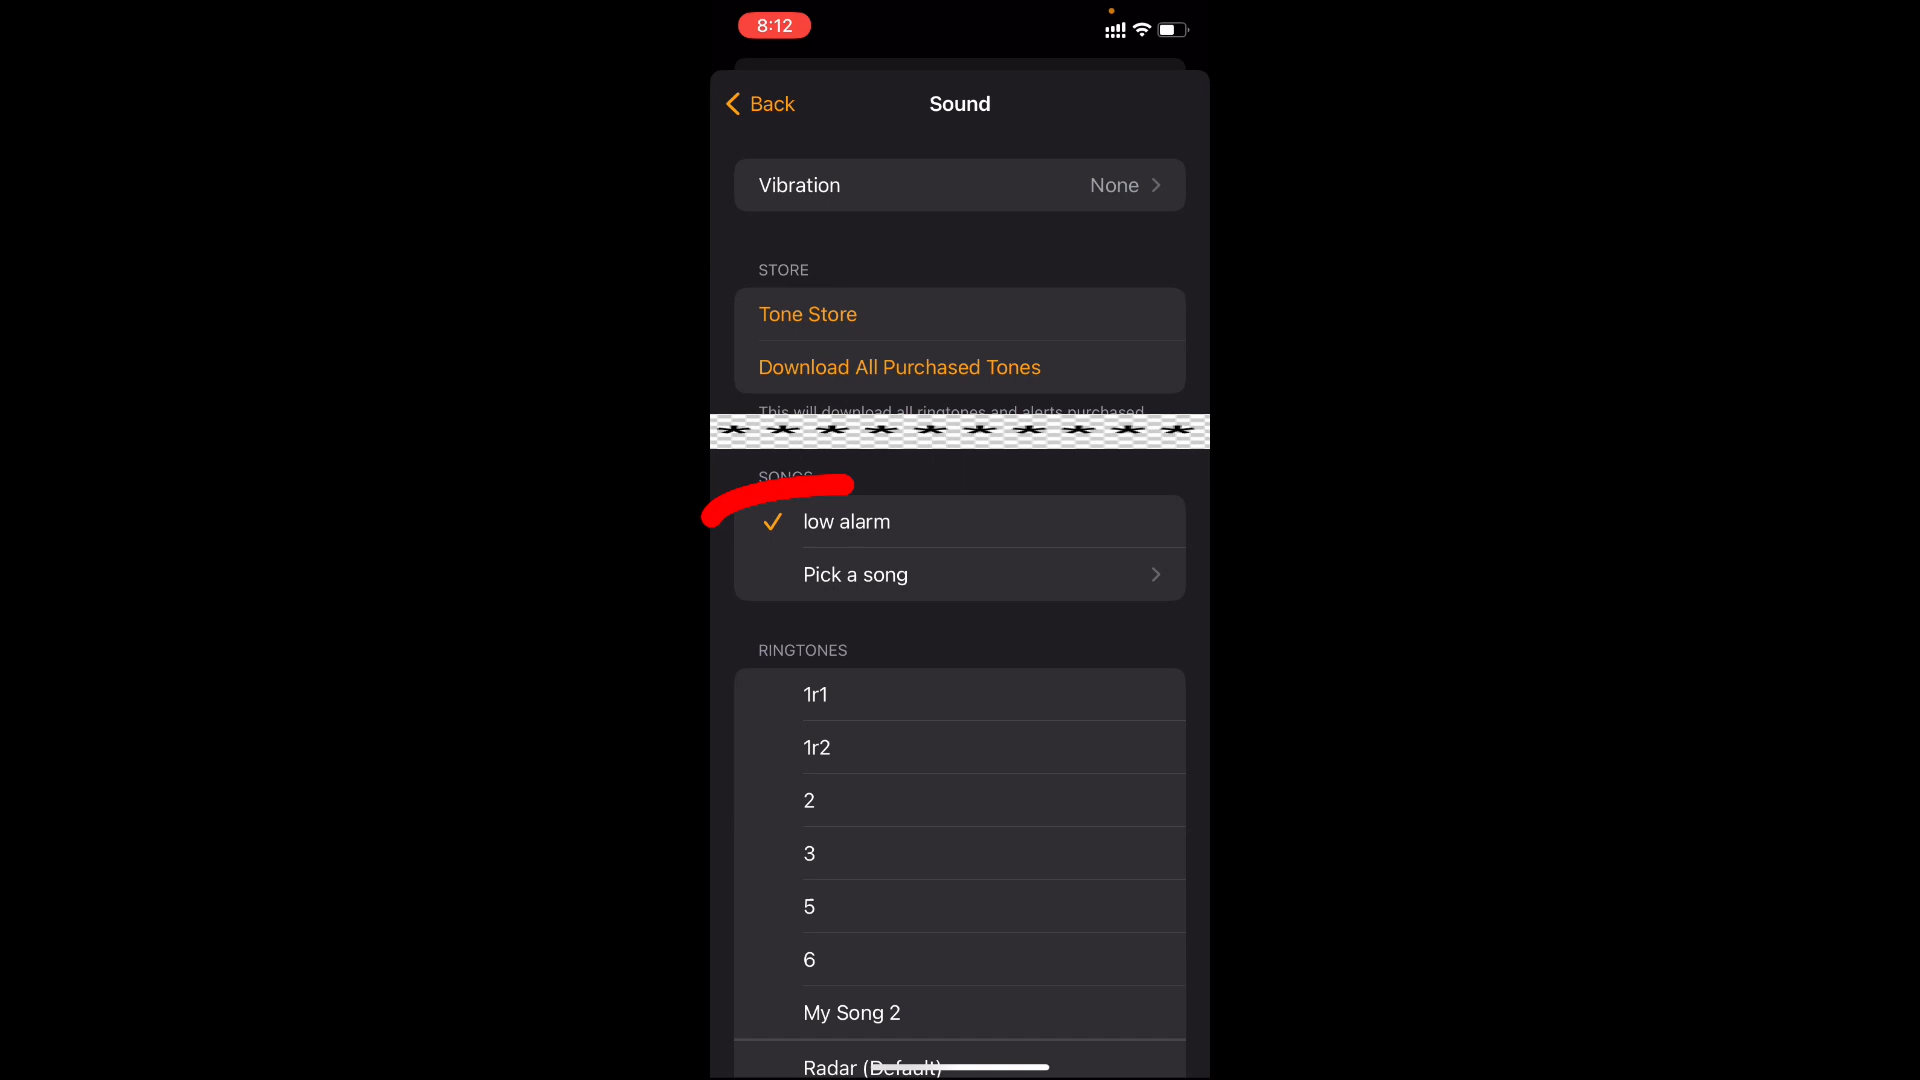 8:12
Back
Sound
Vibration
None
STORE
Tone Store
Download All Purchased Tones
This will download all ringtones and alerts purchased
SONGS
low alarm
Pick a song
RINGTONES
1r1
1r2
2
3
5
6
My Song 2
Radar (Default)